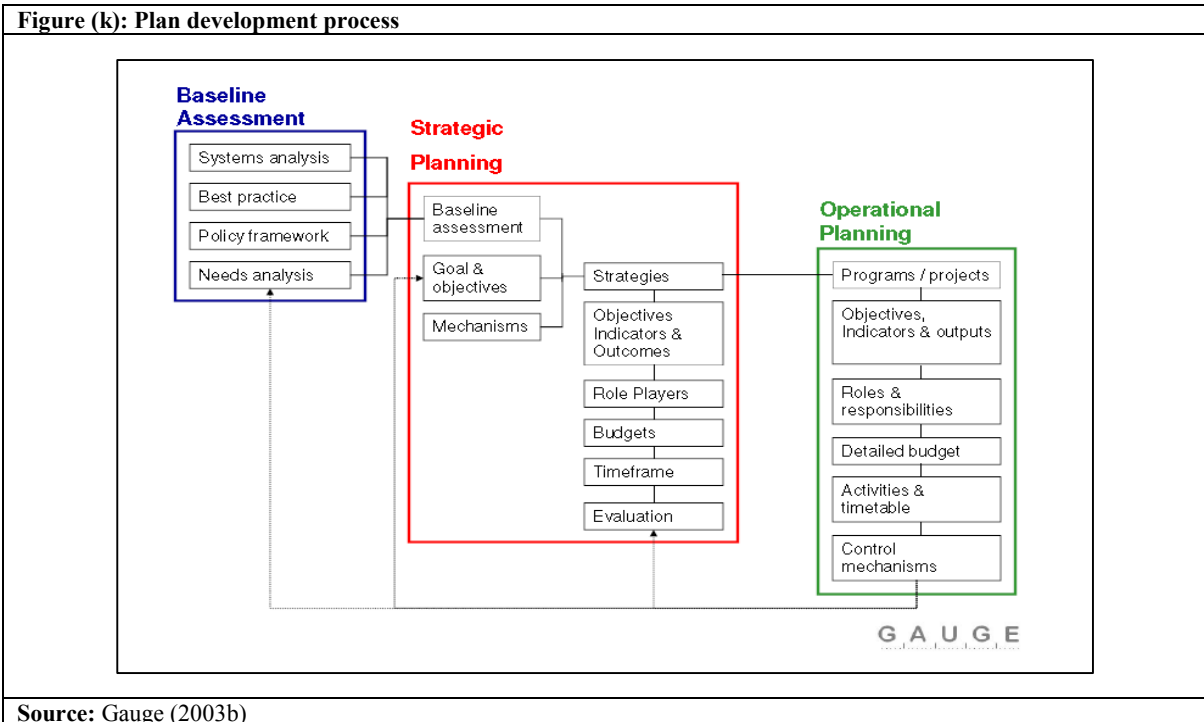 Figure (k): Plan development process
Baseline
Assessment
Systems analysis
Best practice
Policy framework
Needs analysis
Strategic
Planning
Baseline
assessment
Goal &
objectives
Mechanisms
Strategies
Objectives
Indicators &
Outcomes
Role Players
Budgets
Timeframe
Evaluation
Operational
Planning
Programs / projects
Objectives,
Indicators & outputs
Roles &
responsibilities
Detailed budget
Activities &
timetable
Control
mechanisms
G A U G E
Source: Gauge (2003b)